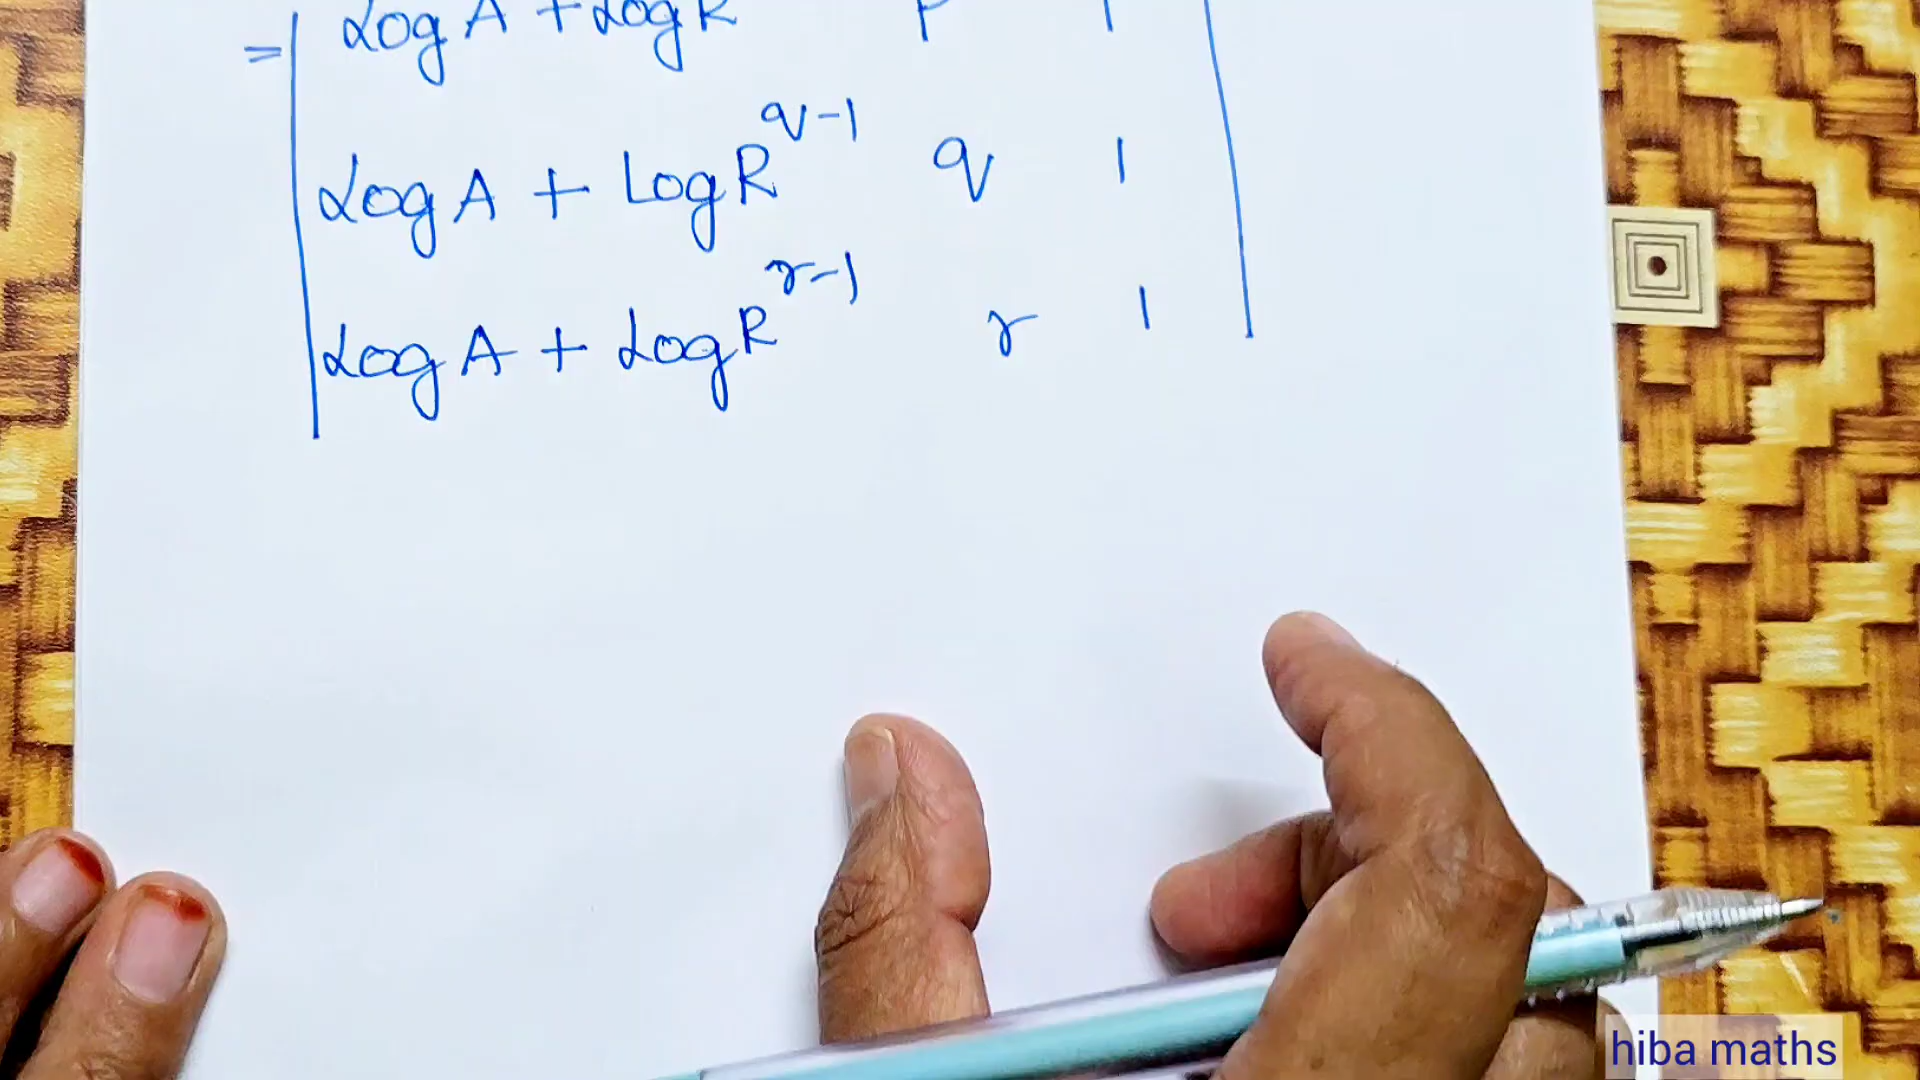 = | log A + log R P 1 |
| log A + Log R^(q-1) q 1 |
| log A + log R^(r-1) r 1 |
hiba maths